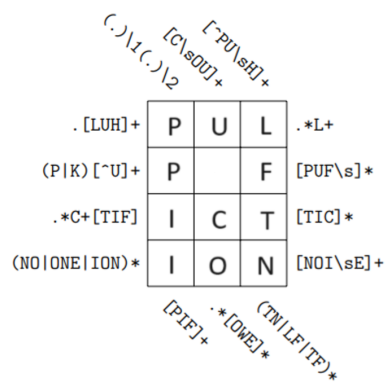 (.)\1(.)\2
[C\sOU]+
[^PU\sH]+
.[LUH]+ P U L .*L+
(P|K)[^U]+ P F [PUF\s]*
.*C+[TIF] I C T [TIC]*
(NO|ONE|ION)* I O N [NOI\sE]+
[PIF]+
.*[OWE]*
(TN|LF|TF)*